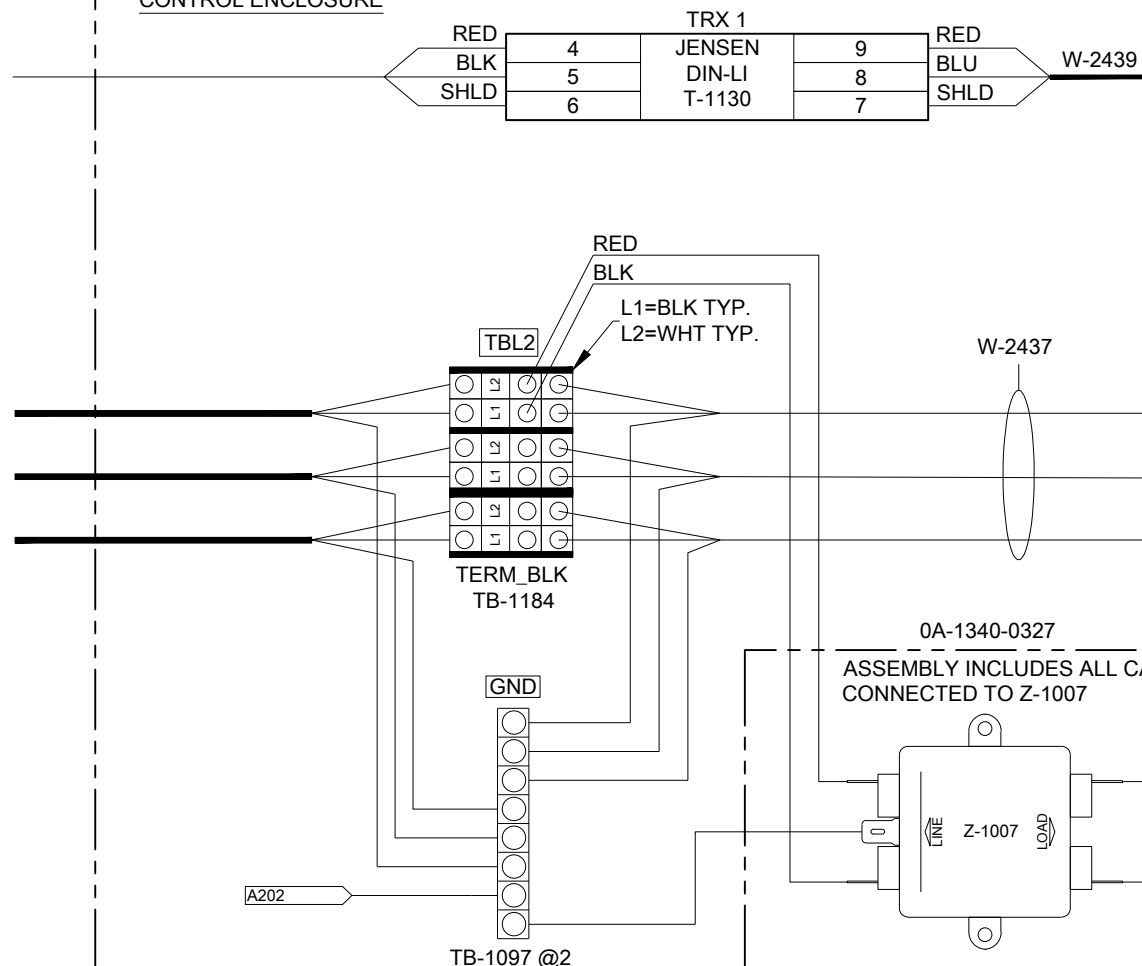 CONTROL ENCLOSURE
TRX 1
RED
4
JENSEN
9
RED
BLK
5
DIN-LI
8
BLU
W-2439
SHLD
6
T-1130
7
SHLD
RED
BLK
L1=BLK TYP.
L2=WHT TYP.
TBL2
W-2437
L2
L1
L2
L1
L2
L1
TERM_BLK
TB-1184
0A-1340-0327
ASSEMBLY INCLUDES ALL CA
CONNECTED TO Z-1007
GND
LINE
Z-1007
LOAD
A202
TB-1097 @2